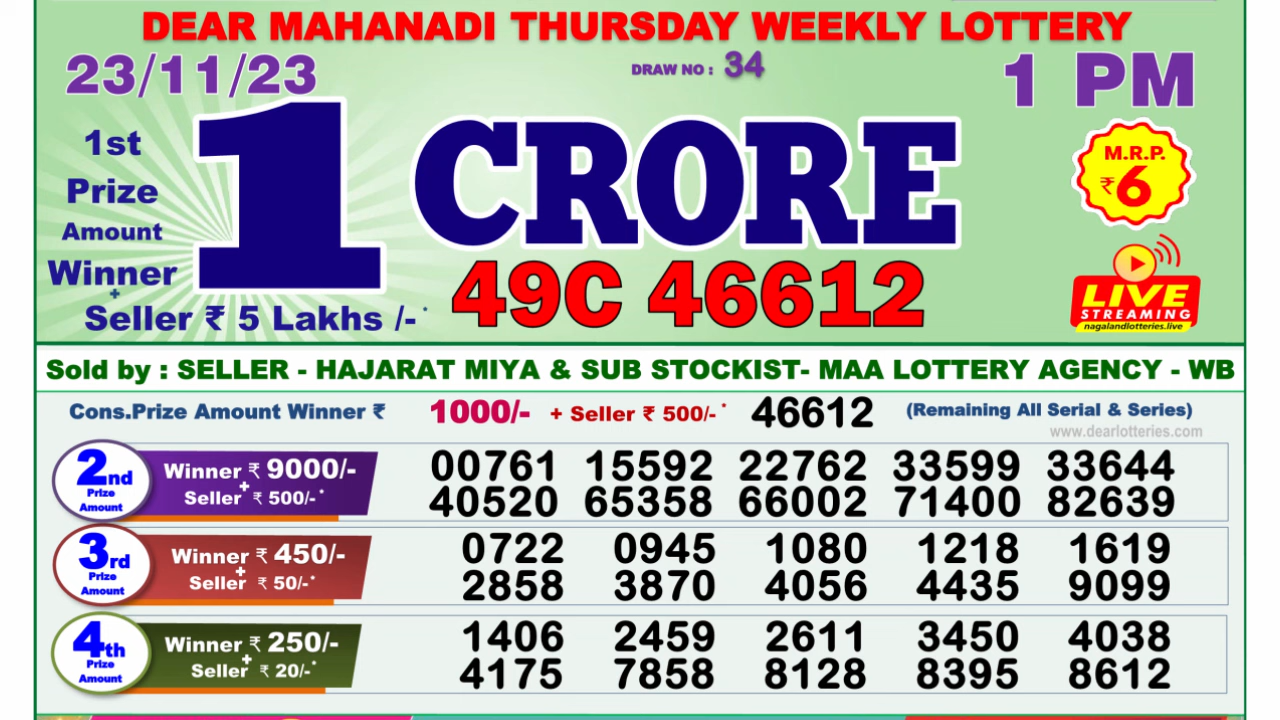 DEAR MAHANADI THURSDAY WEEKLY LOTTERY
23/11/23
DRAW NO : 34
1 PM
1st
Prize
Amount
Winner
+
Seller ₹ 5 Lakhs /-*
1 CRORE
49C 46612
M.R.P.
₹6
LIVE
STREAMING
nagalandlotteries.live
Sold by : SELLER - HAJARAT MIYA & SUB STOCKIST- MAA LOTTERY AGENCY - WB
Cons.Prize Amount Winner ₹ 1000/- + Seller ₹ 500/-* 46612 (Remaining All Serial & Series)
www.dearlotteries.com
2nd
Prize
Amount
Winner ₹ 9000/-
+
Seller ₹ 500/-*
00761 15592 22762 33599 33644
40520 65358 66002 71400 82639
3rd
Prize
Amount
Winner ₹ 450/-
+
Seller ₹ 50/-*
0722 0945 1080 1218 1619
2858 3870 4056 4435 9099
4th
Prize
Amount
Winner ₹ 250/-
+
Seller ₹ 20/-*
1406 2459 2611 3450 4038
4175 7858 8128 8395 8612